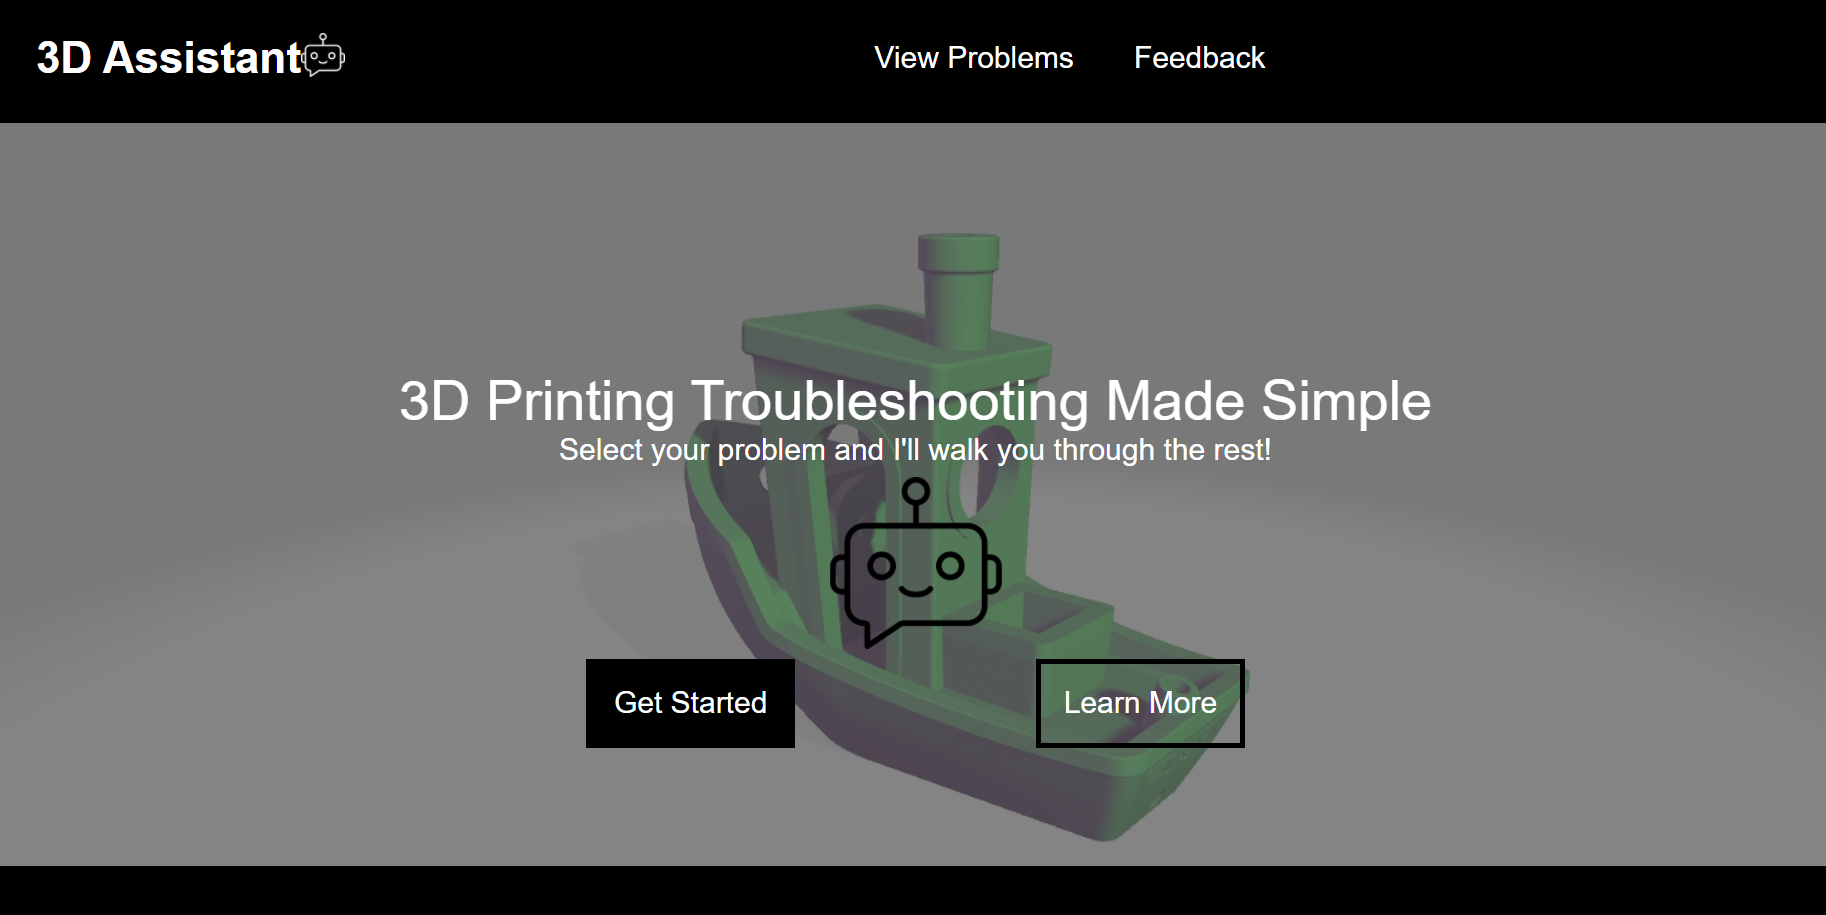 3D Assistant
View Problems Feedback
3D Printing Troubleshooting Made Simple
Select your problem and I'll walk you through the rest!
Get Started
Learn More